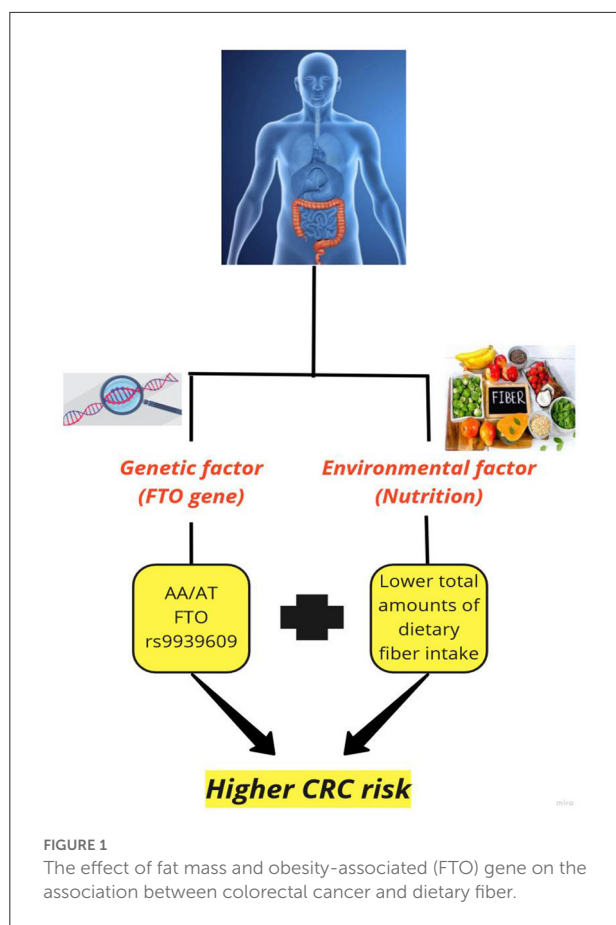 FIBER
Genetic factor
(FTO gene)
Environmental factor
(Nutrition)
AA/AT
FTO
rs9939609
Lower total
amounts of
dietary
fiber intake
Higher CRC risk
miro
FIGURE 1
The effect of fat mass and obesity-associated (FTO) gene on the
association between colorectal cancer and dietary fiber.